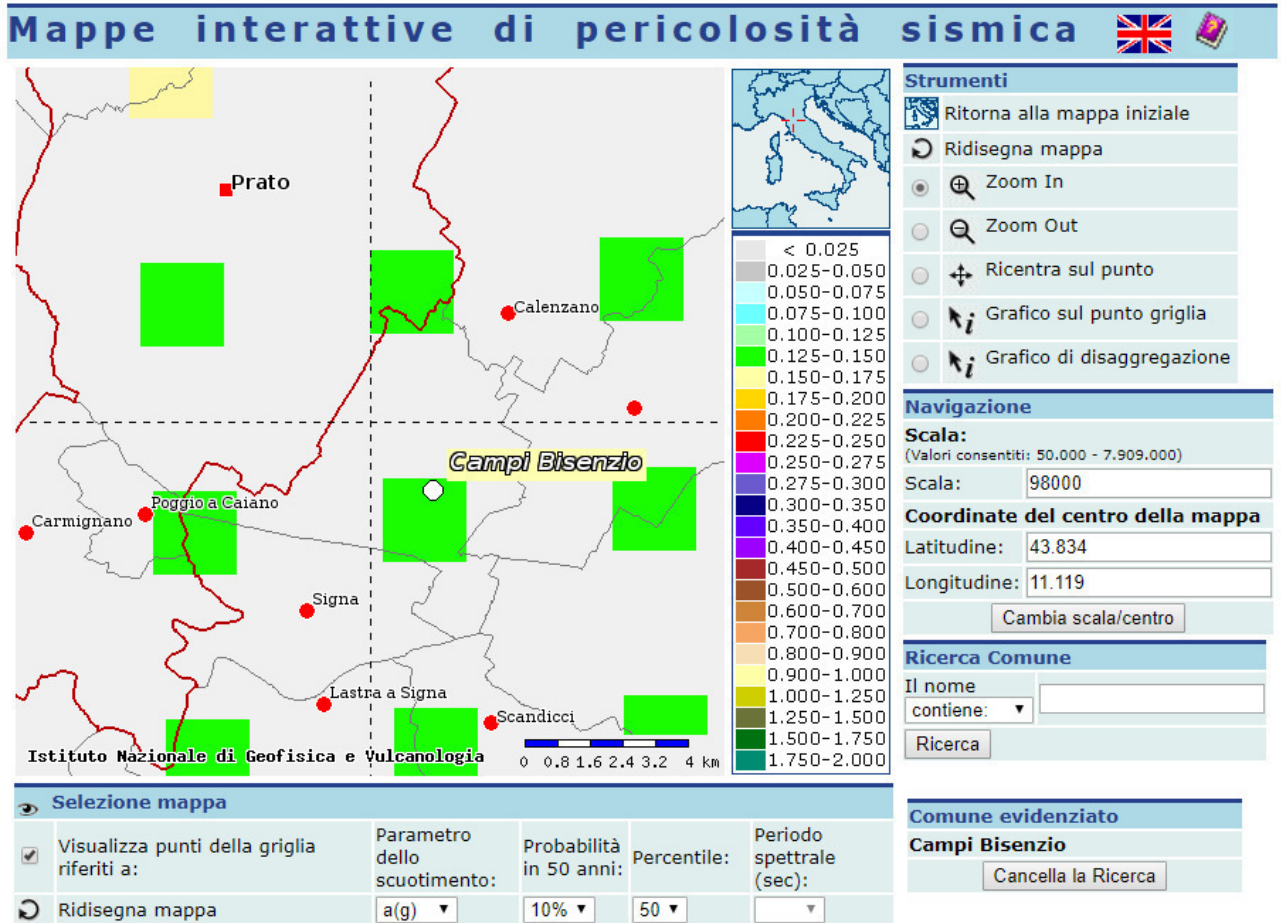 Mappe interattive di pericolosità sismica
Prato
Calenzano
Campi Bisenzio
Poggio a Caiano
Carmignano
Signa
Lastra a Signa
Scandicci
Istituto Nazionale di Geofisica e Vulcanologia
0 0.8 1.6 2.4 3.2 4 km
< 0.025
0.025-0.050
0.050-0.075
0.075-0.100
0.100-0.125
0.125-0.150
0.150-0.175
0.175-0.200
0.200-0.225
0.225-0.250
0.250-0.275
0.275-0.300
0.300-0.350
0.350-0.400
0.400-0.450
0.450-0.500
0.500-0.600
0.600-0.700
0.700-0.800
0.800-0.900
0.900-1.000
1.000-1.250
1.250-1.500
1.500-1.750
1.750-2.000
Strumenti
Ritorna alla mappa iniziale
Ridisegna mappa
Zoom In
Zoom Out
Ricentra sul punto
Grafico sul punto griglia
Grafico di disaggregazione
Navigazione
Scala:
(Valori consentiti: 50.000 - 7.909.000)
Scala: 98000
Coordinate del centro della mappa
Latitudine: 43.834
Longitudine: 11.119
Cambia scala/centro
Ricerca Comune
Il nome
contiene:
Ricerca
Selezione mappa
Visualizza punti della griglia
riferiti a:
Parametro
dello
scuotimento:
Probabilità
in 50 anni:
Percentile:
Periodo
spettrale
(sec):
Ridisegna mappa
a(g)
10%
50
Comune evidenziato
Campi Bisenzio
Cancella la Ricerca